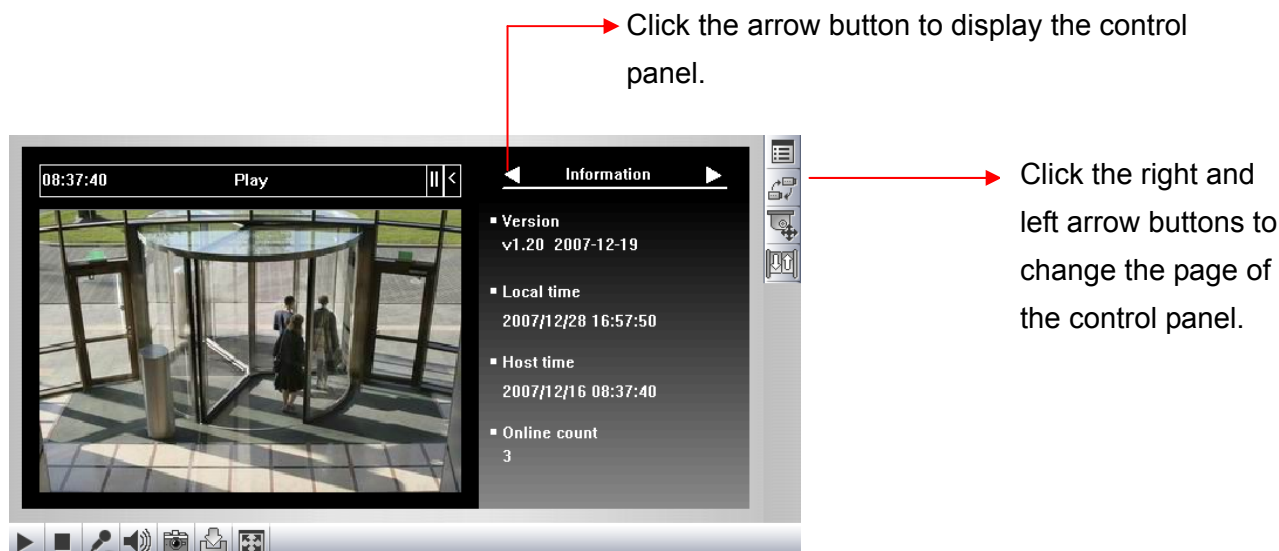 Click the arrow button to display the control
panel.
08:37:40 Play
Information
Version
v1.20 2007-12-19
Local time
2007/12/28 16:57:50
Host time
2007/12/16 08:37:40
Online count
3
Click the right and
left arrow buttons to
change the page of
the control panel.